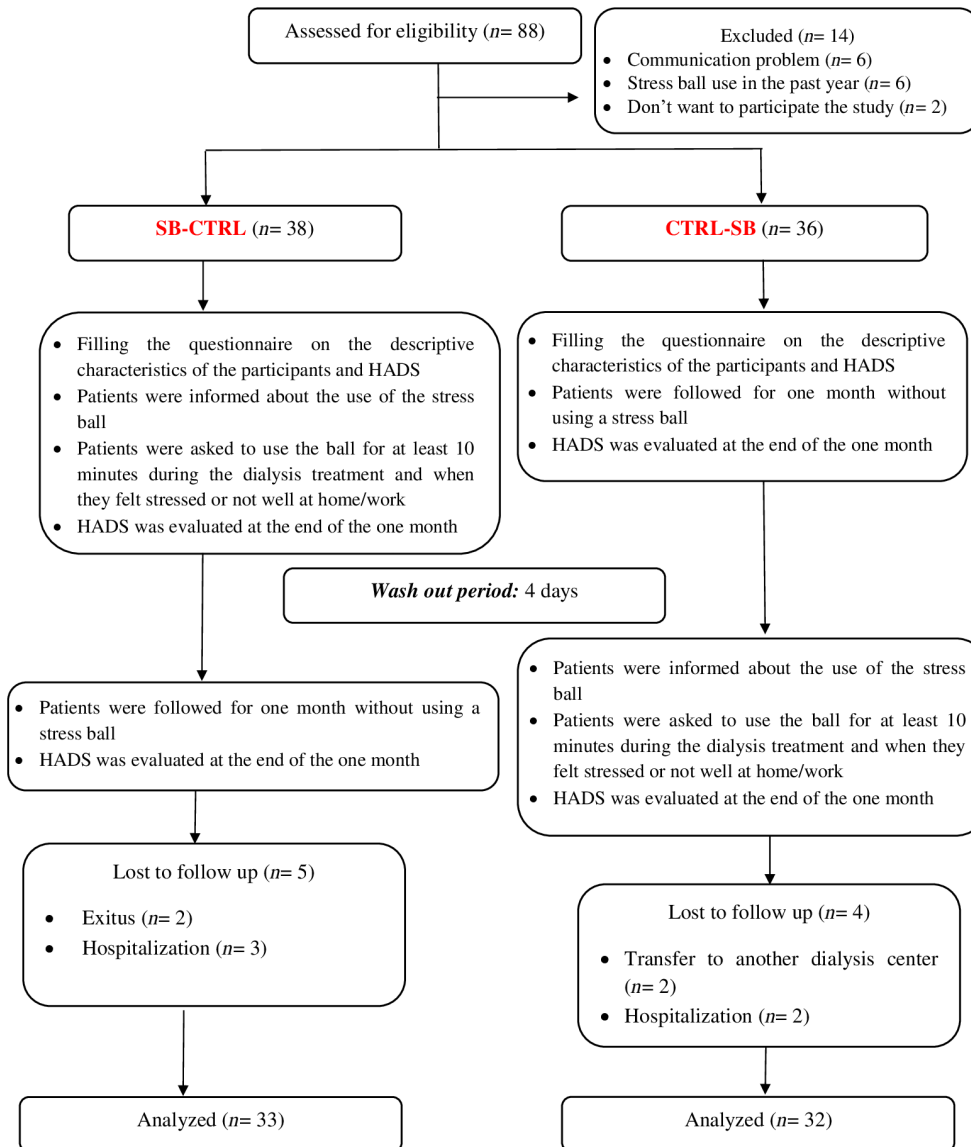 Assessed for eligibility (n= 88)
Excluded (n= 14)
• Communication problem (n= 6)
• Stress ball use in the past year (n= 6)
• Don't want to participate the study (n= 2)
SB-CTRL (n= 38)
CTRL-SB (n= 36)
• Filling the questionnaire on the descriptive
characteristics of the participants and HADS
• Patients were informed about the use of the stress
ball
• Patients were asked to use the ball for at least 10
minutes during the dialysis treatment and when
they felt stressed or not well at home/work
• HADS was evaluated at the end of the one month
• Filling the questionnaire on the descriptive
characteristics of the participants and HADS
• Patients were followed for one month without
using a stress ball
• HADS was evaluated at the end of the one month
Wash out period: 4 days
• Patients were followed for one month without using a
stress ball
• HADS was evaluated at the end of the one month
• Patients were informed about the use of the stress
ball
• Patients were asked to use the ball for at least 10
minutes during the dialysis treatment and when they
felt stressed or not well at home/work
• HADS was evaluated at the end of the one month
Lost to follow up (n= 5)
• Exitus (n= 2)
• Hospitalization (n= 3)
Lost to follow up (n= 4)
• Transfer to another dialysis center
(n= 2)
• Hospitalization (n= 2)
Analyzed (n= 33)
Analyzed (n= 32)